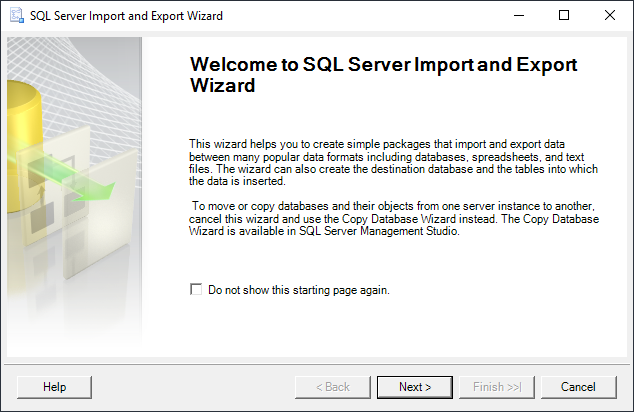 SQL Server Import and Export Wizard
Welcome to SQL Server Import and Export
Wizard
This wizard helps you to create simple packages that import and export data
between many popular data formats including databases, spreadsheets, and text
files. The wizard can also create the destination database and the tables into which
the data is inserted.
To move or copy databases and their objects from one server instance to another,
cancel this wizard and use the Copy Database Wizard instead. The Copy Database
Wizard is available in SQL Server Management Studio.
Do not show this starting page again.
Help
< Back
Next >
Finish >>|
Cancel